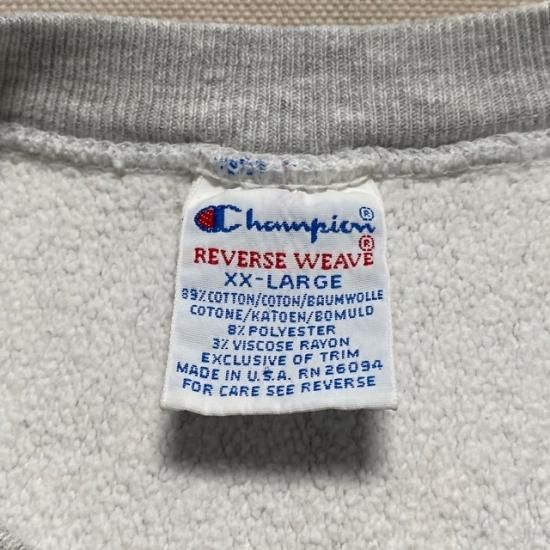 Champion®
REVERSE WEAVE®
XX-LARGE
89% COTTON/COTON/BAUMWOLLE
COTONE/KATOEN/BOMULD
8% POLYESTER
3% VISCOSE RAYON
EXCLUSIVE OF TRIM
MADE IN U.S.A. RN 26094
FOR CARE SEE REVERSE